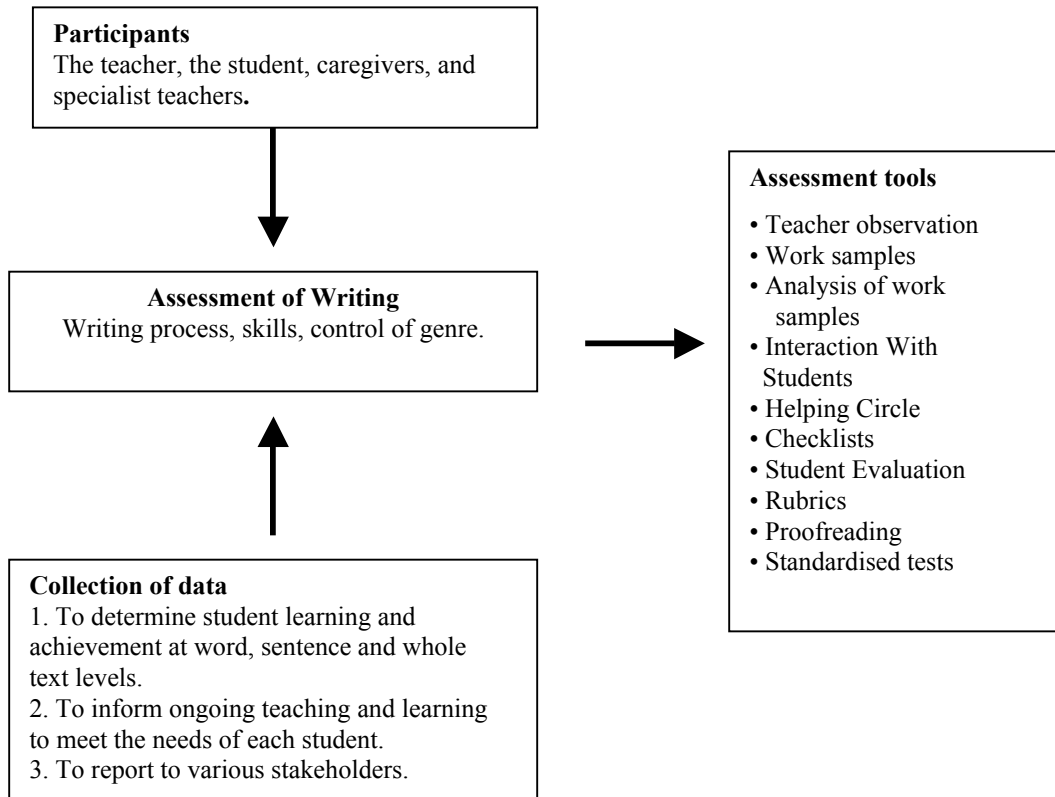 Participants
The teacher, the student, caregivers, and
specialist teachers.
Assessment of Writing
Writing process, skills, control of genre.
Collection of data
1. To determine student learning and
achievement at word, sentence and whole
text levels.
2. To inform ongoing teaching and learning
to meet the needs of each student.
3. To report to various stakeholders.
Assessment tools
• Teacher observation
• Work samples
• Analysis of work
samples
• Interaction With
Students
• Helping Circle
• Checklists
• Student Evaluation
• Rubrics
• Proofreading
• Standardised tests